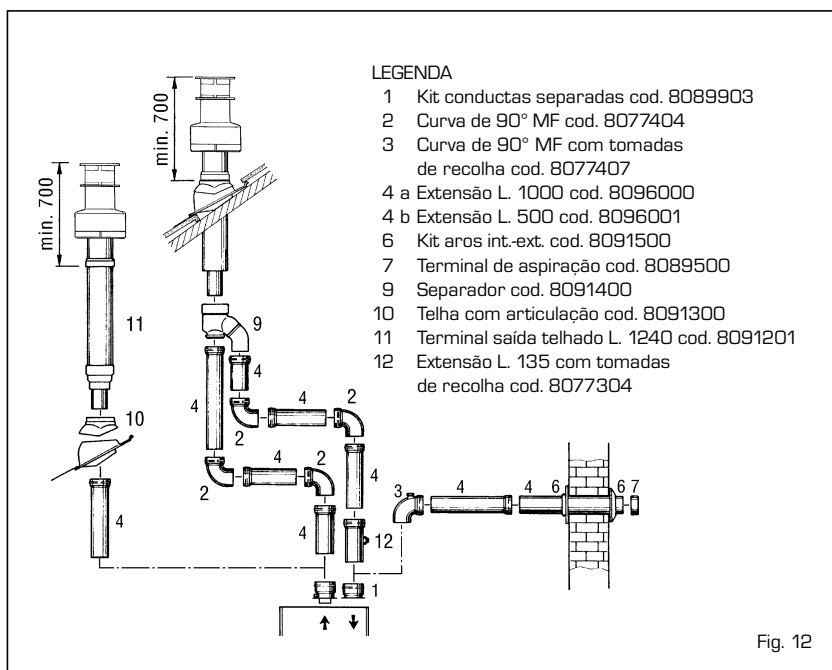 LEGENDA
1 Kit conductas separadas cod. 8089903
2 Curva de 90° MF cod. 8077404
3 Curva de 90° MF com tomadas
de recolha cod. 8077407
4 a Extensão L. 1000 cod. 8096000
4 b Extensão L. 500 cod. 8096001
6 Kit aros int.-ext. cod. 8091500
7 Terminal de aspiração cod. 8089500
9 Separador cod. 8091400
10 Telha com articulação cod. 8091300
11 Terminal saída telhado L. 1240 cod. 8091201
12 Extensão L. 135 com tomadas
de recolha cod. 8077304
min. 700
min. 700
11
9
4
10
4
2
4
2
4
2
2
4
4
3
4
4
6
6
7
4
12
1
Fig. 12